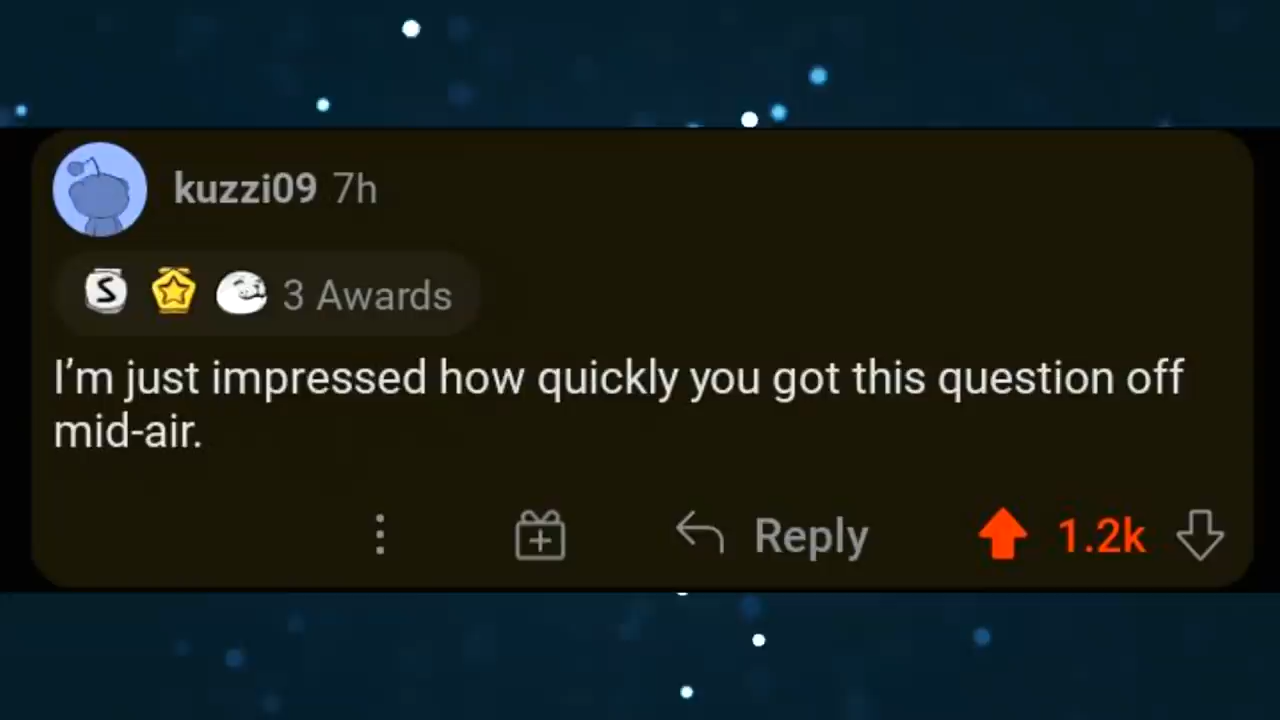 kuzzi09 7h
S 3 Awards
I’m just impressed how quickly you got this question off
mid-air.
Reply 1.2k